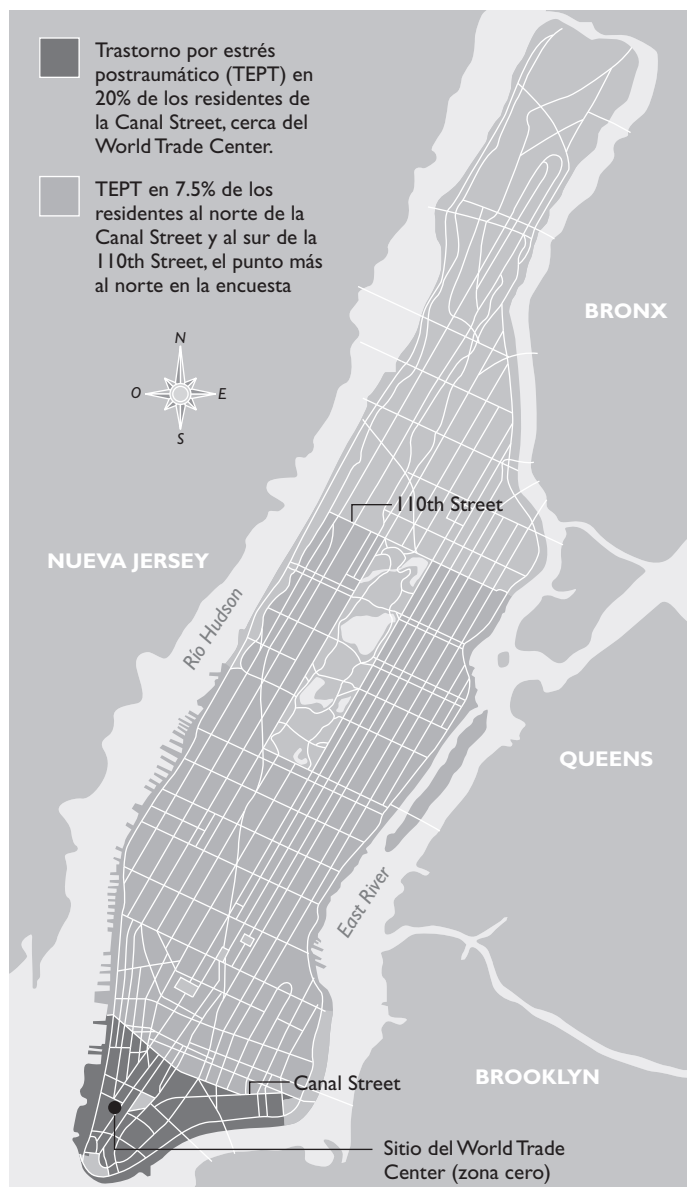 Trastorno por estrés
postraumático (TEPT) en
20% de los residentes de
la Canal Street, cerca del
World Trade Center.
TEPT en 7.5% de los
residentes al norte de la
Canal Street y al sur de la
110th Street, el punto más
al norte en la encuesta
BRONX
N
O
E
S
110th Street
NUEVA JERSEY
Río Hudson
QUEENS
East River
Canal Street
BROOKLYN
Sitio del World Trade
Center (zona cero)